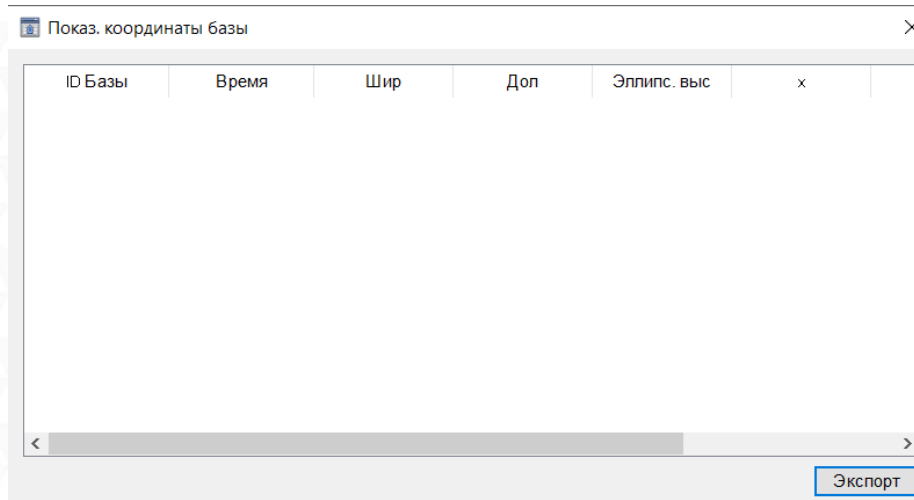 Показ. координаты базы
ID Базы Время Шир Дол Эллипс. выс x
Экспорт